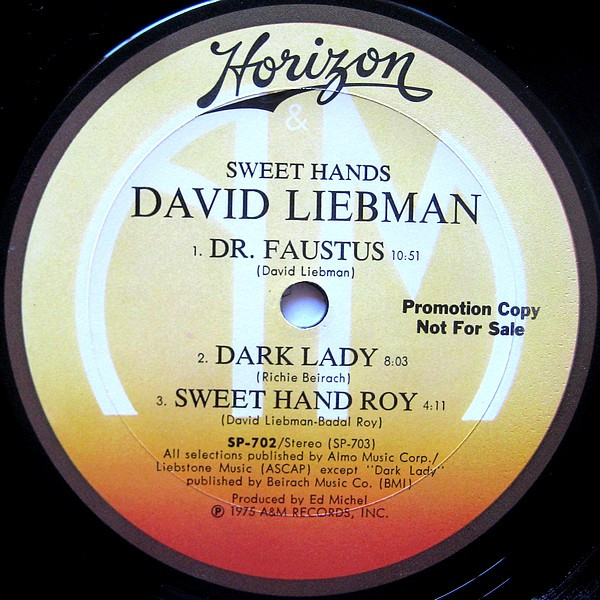 Horizon
&
AM
SWEET HANDS
DAVID LIEBMAN
1. DR. FAUSTUS 10:51
(David Liebman)
Promotion Copy
Not For Sale
2. DARK LADY 8:03
(Richie Beirach)
3. SWEET HAND ROY 4:11
(David Liebman-Badal Roy)
SP-702/Stereo (SP-703)
All selections published by Almo Music Corp./
Liebstone Music (ASCAP) except "Dark Lady"
published by Beirach Music Co. (BMI)
Produced by Ed Michel
℗ 1975 A&M RECORDS, INC.